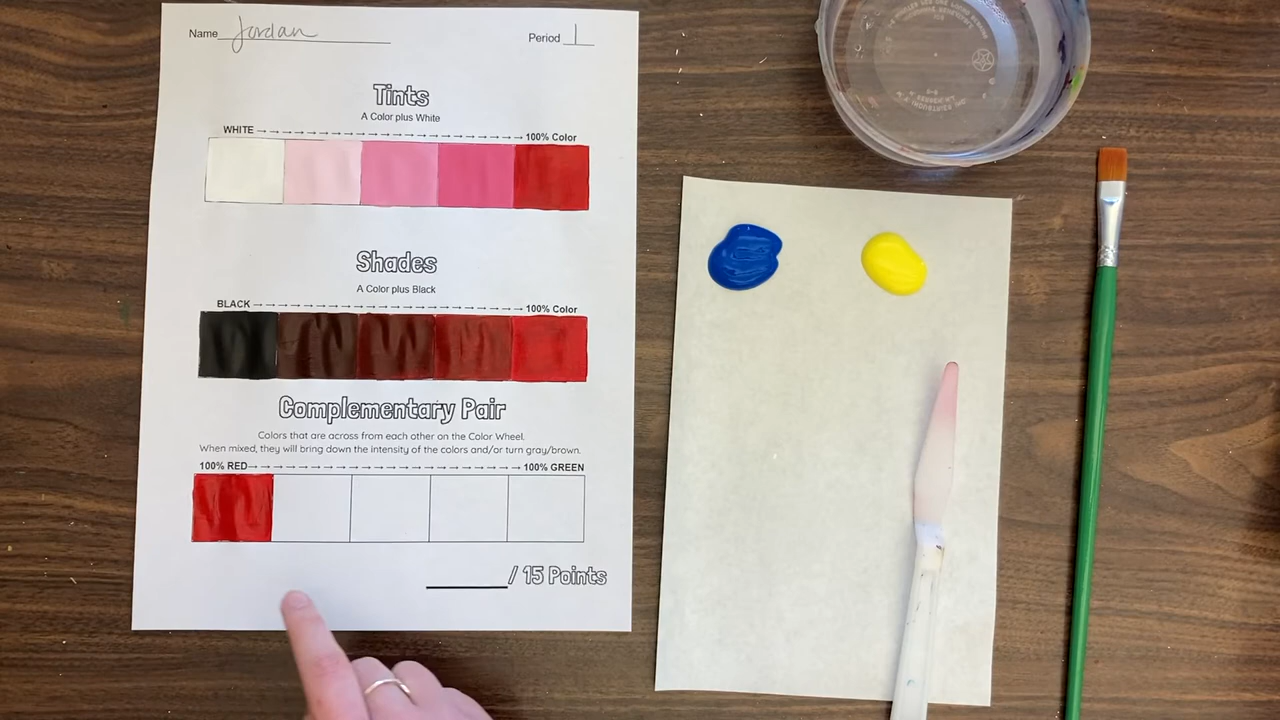 Name Jordan Period 1
Tints
A Color plus White
WHITE 100% Color
Shades
A Color plus Black
BLACK 100% Color
Complementary Pair
Colors that are across from each other on the Color Wheel.
When mixed, they will bring down the intensity of the colors and/or turn gray/brown.
100% RED 100% GREEN
/ 15 Points